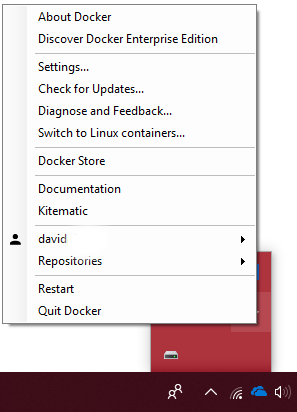 About Docker
Discover Docker Enterprise Edition
Settings...
Check for Updates...
Diagnose and Feedback...
Switch to Linux containers...
Docker Store
Documentation
Kitematic
david
Repositories
Restart
Quit Docker